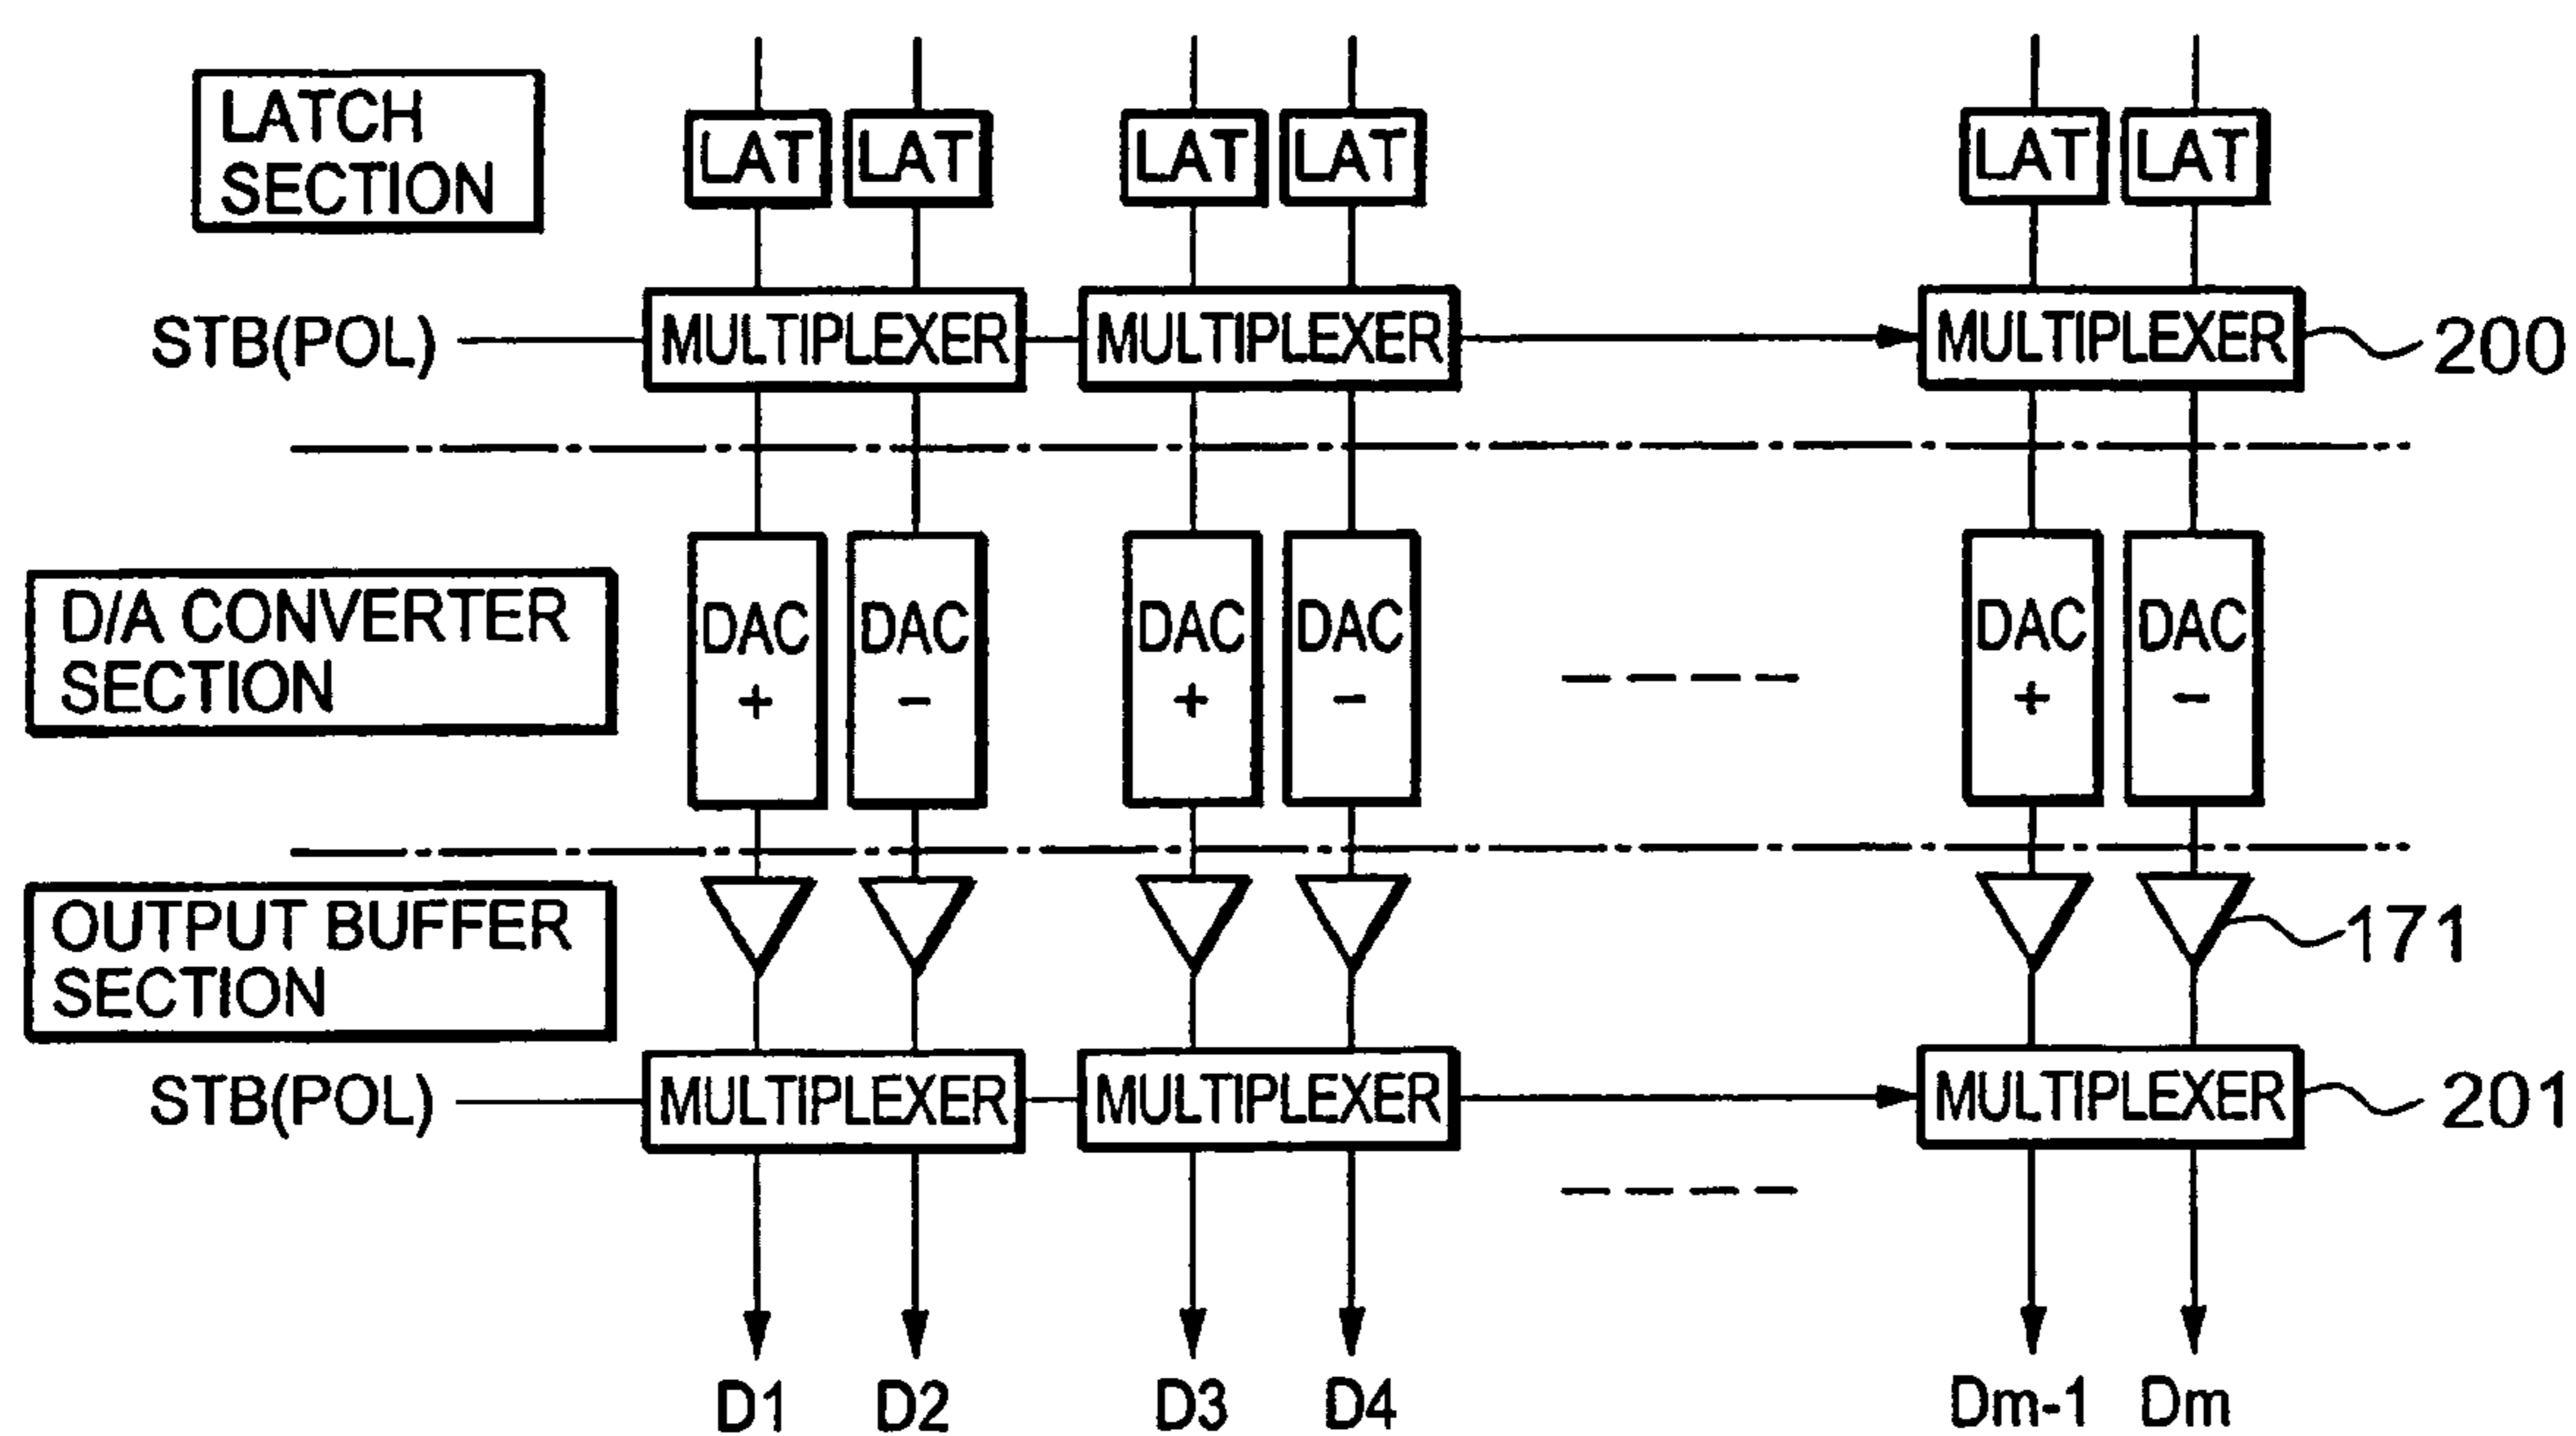 LATCH
SECTION
LAT LAT LAT LAT LAT LAT
STB(POL) MULTIPLEXER MULTIPLEXER MULTIPLEXER 200
D/A CONVERTER
SECTION
DAC DAC DAC DAC DAC DAC
+ - + - + -
OUTPUT BUFFER
SECTION
171
STB(POL) MULTIPLEXER MULTIPLEXER MULTIPLEXER 201
D1 D2 D3 D4 Dm-1 Dm